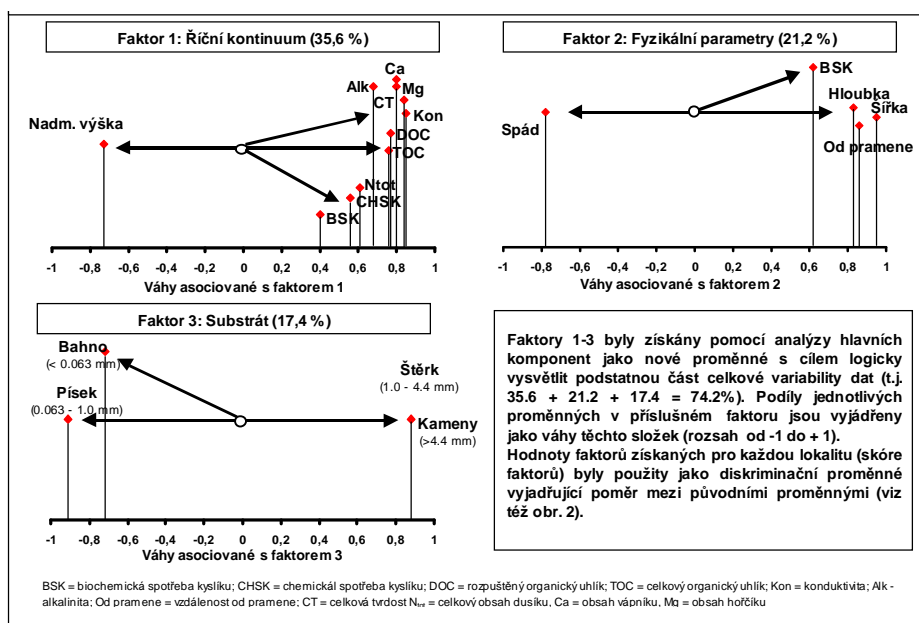 Faktor 1: Říční kontinuum (35,6 %)
Ca
Alk
Mg
CT
Kon
Nadm. výška
DOC
TOC
Ntot
CHSK
BSK
-1 -0,8 -0,6 -0,4 -0,2 0 0,2 0,4 0,6 0,8 1
Váhy asociované s faktorem 1
Faktor 2: Fyzikální parametry (21,2 %)
BSK
Hloubka
Šířka
Spád
Od pramene
-1 -0,8 -0,6 -0,4 -0,2 0 0,2 0,4 0,6 0,8 1
Váhy asociované s faktorem 2
Faktor 3: Substrát (17,4 %)
Bahno
(< 0.063 mm)
Štěrk
(1.0 - 4.4 mm)
Písek
(0.063 - 1.0 mm)
Kameny
(>4.4 mm)
-1 -0,8 -0,6 -0,4 -0,2 0 0,2 0,4 0,6 0,8 1
Váhy asociované s faktorem 3
Faktory 1-3 byly získány pomocí analýzy hlavních
komponent jako nové proměnné s cílem logicky
vysvětlit podstatnou část celkové variability dat (t.j.
35.6 + 21.2 + 17.4 = 74.2%). Podíly jednotlivých
proměnných v příslušném faktoru jsou vyjádřeny
jako váhy těchto složek (rozsah od -1 do + 1).
Hodnoty faktorů získaných pro každou lokalitu (skóre
faktorů) byly použity jako diskriminační proměnné
vyjadřující poměr mezi původními proměnnými (viz
též obr. 2).
BSK = biochemická spotřeba kyslíku; CHSK = chemickál spotřeba kyslíku; DOC = rozpuštěný organický uhlík; TOC = celkový organický uhlík; Kon = konduktivita; Alk -
alkalinita; Od pramene = vzdálenost od pramene; CT = celková tvrdost Ntot = celkový obsah dusíku, Ca = obsah vápníku, Mg = obsah hořčíku